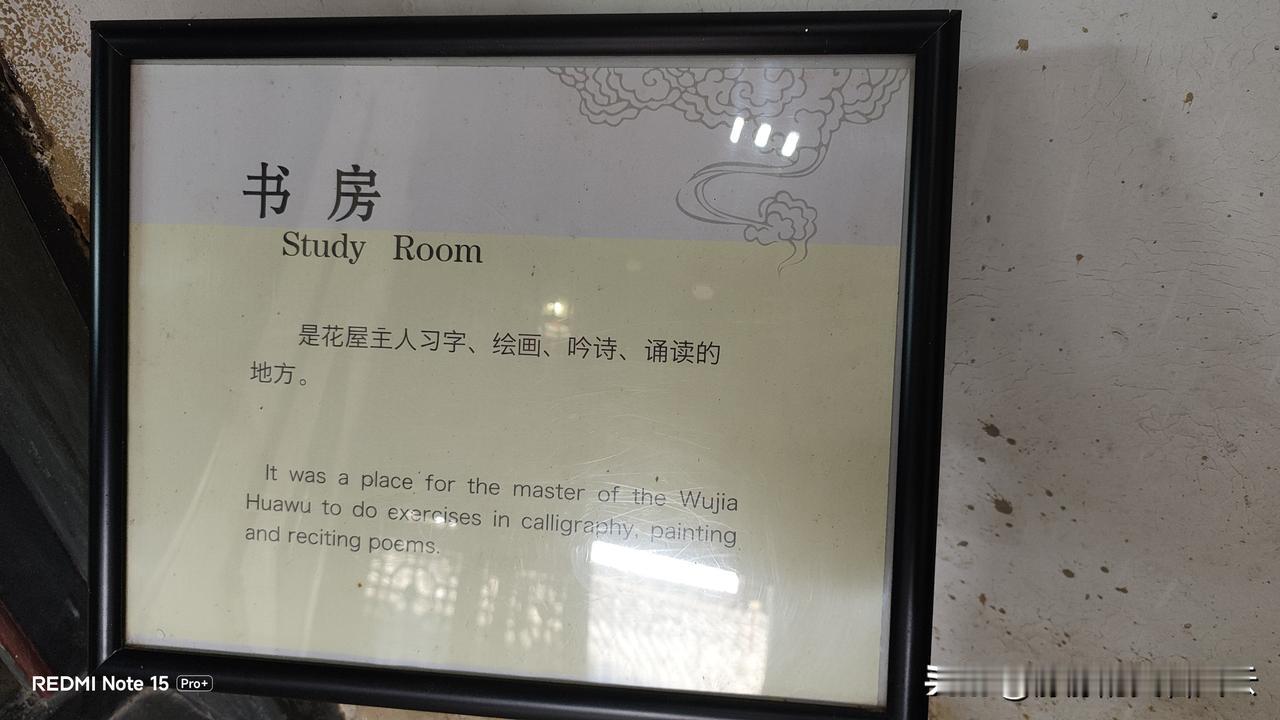 书 房
Study Room
是花屋主人习字、绘画、吟诗、诵读的
地方。
It was a place for the master of the Wujia
Huawu to do exercises in calligraphy, painting
and reciting poems.
REDMI Note 15 Pro+